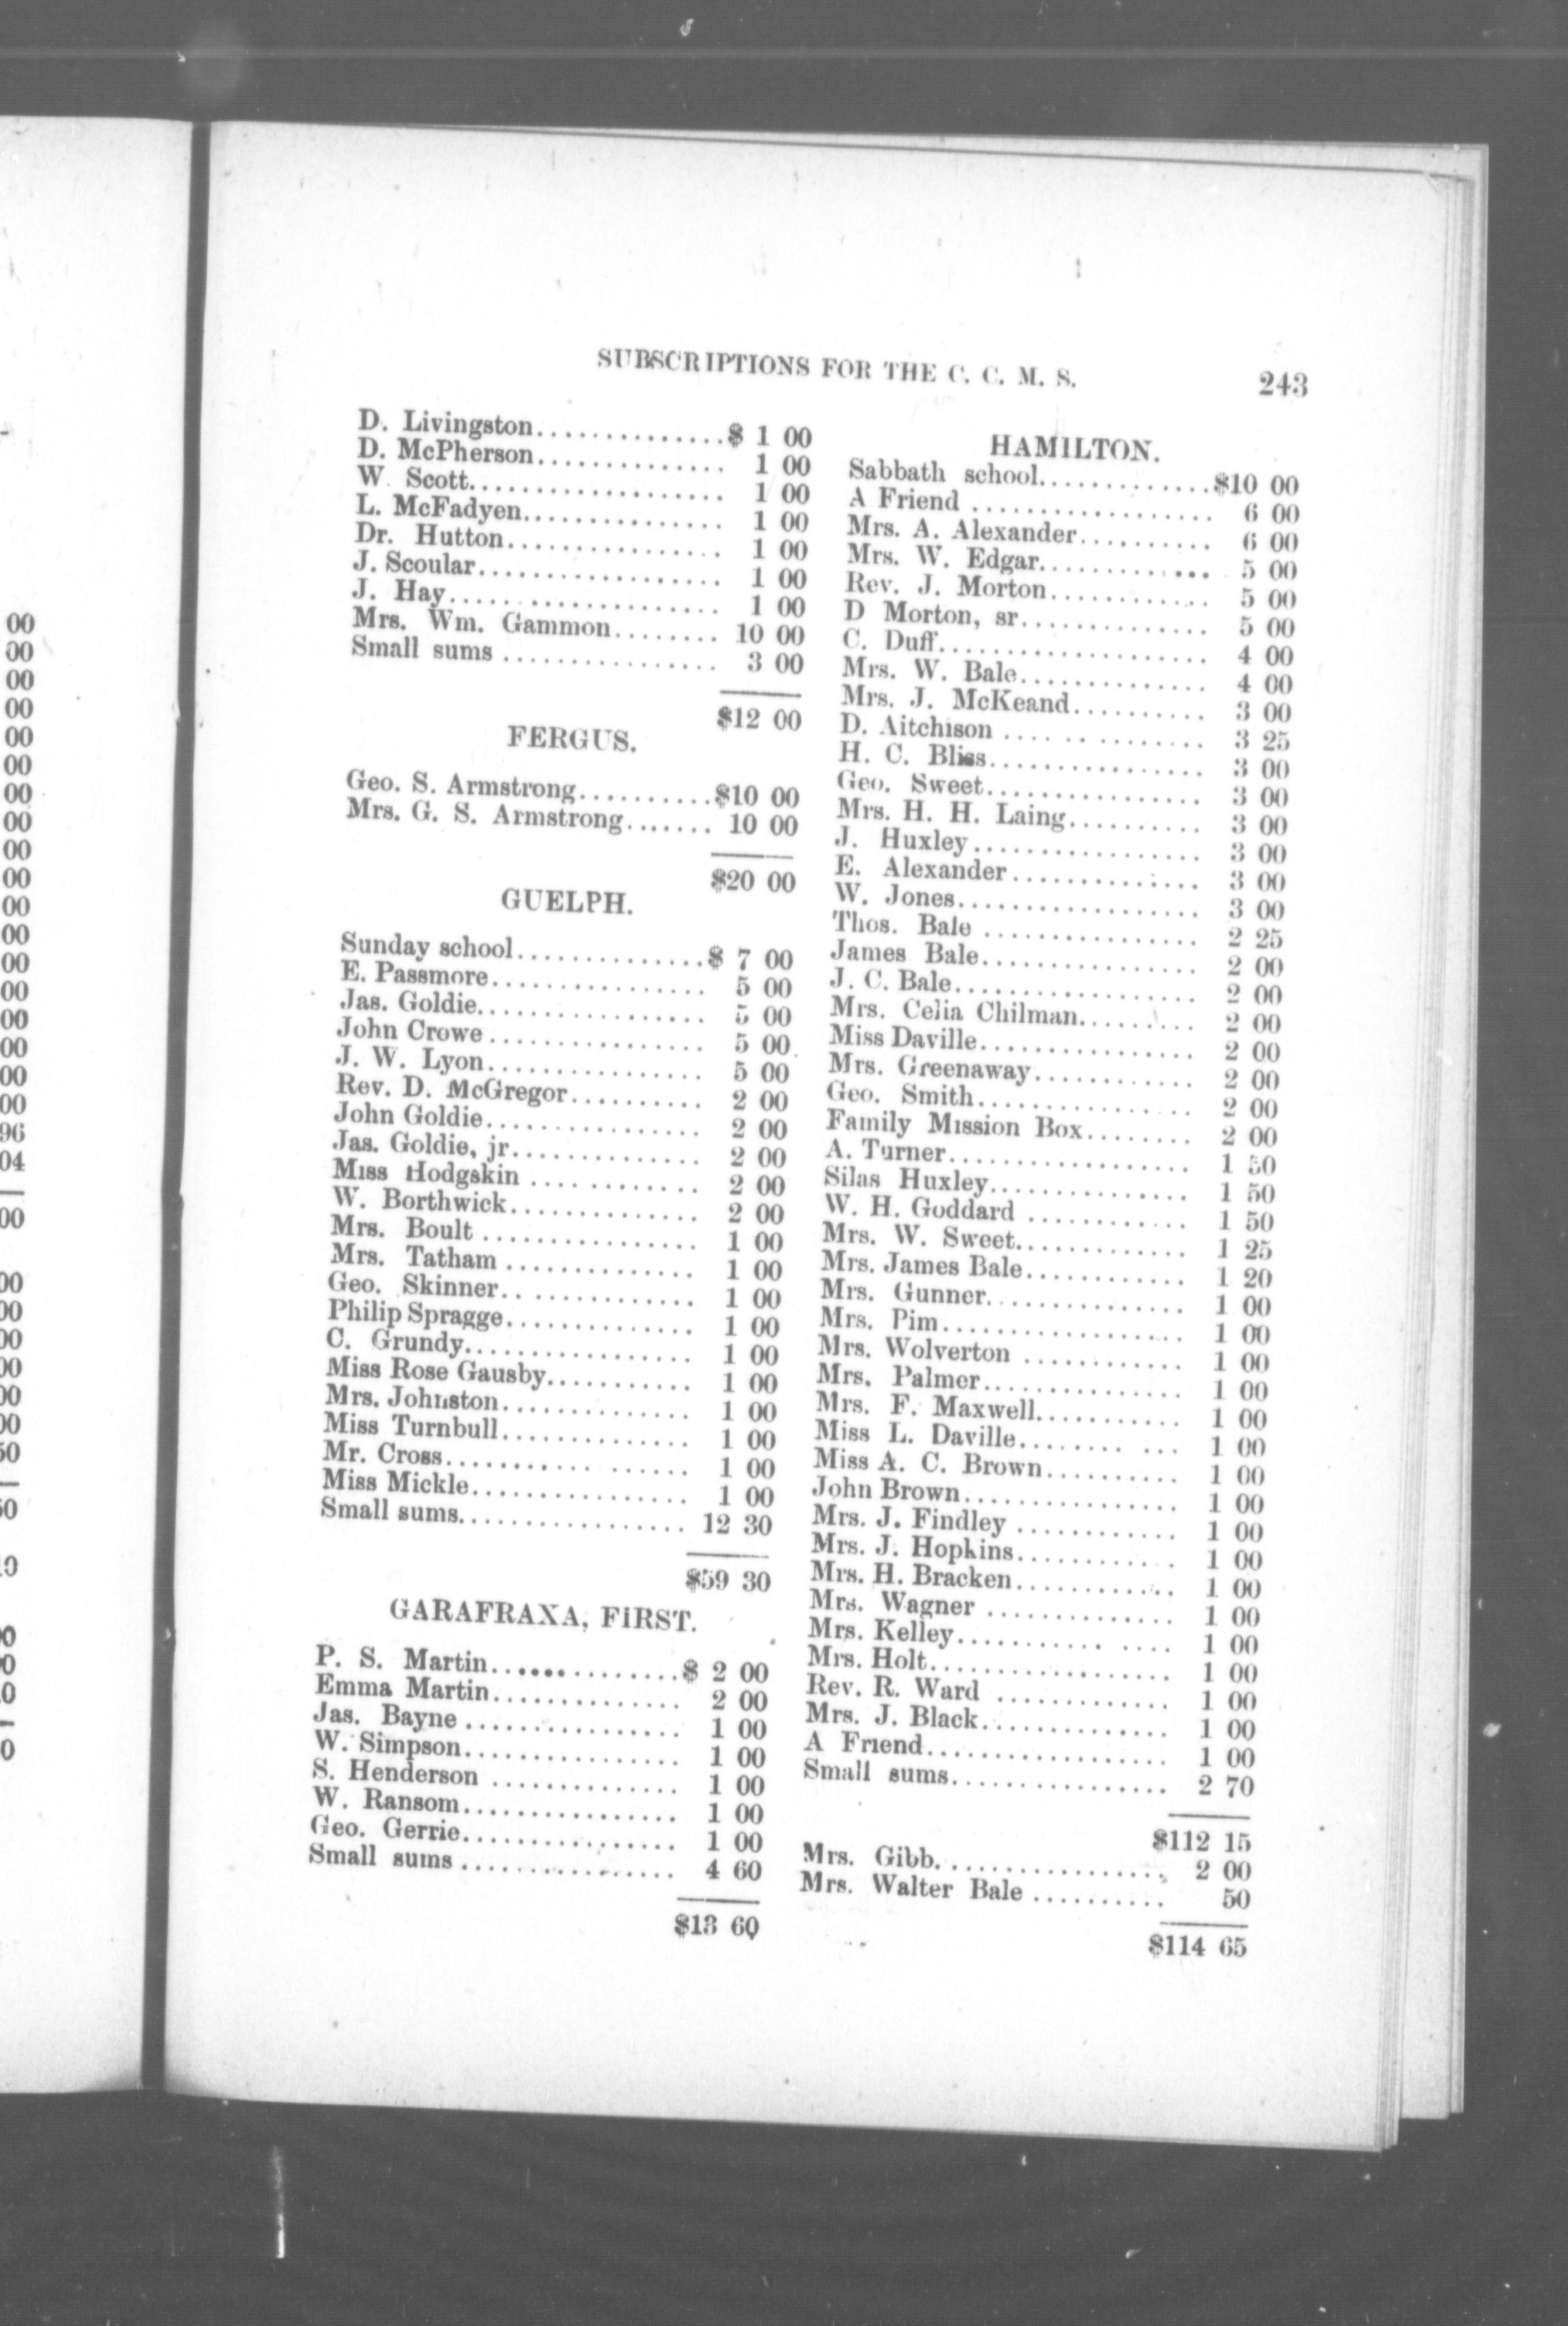 SUBSCRIPTIONS FOR THE C. C. M. S. 243
D. Livingston..............$ 1 00
D. McPherson.............. 1 00
W. Scott................... 1 00
L. McFadyen............... 1 00
Dr. Hutton................ 1 00
J. Scoular.................. 1 00
J. Hay.................... 1 00
Mrs. Wm. Gammon........ 10 00
Small sums ................ 3 00
$12 00
FERGUS.
Geo. S. Armstrong..........$10 00
Mrs. G. S. Armstrong....... 10 00
$20 00
GUELPH.
Sunday school..............$ 7 00
E. Passmore................ 5 00
Jas. Goldie................. 5 00
John Crowe................ 5 00
J. W. Lyon................ 5 00
Rev. D. McGregor.......... 2 00
John Goldie................ 2 00
Jas. Goldie, jr.............. 2 00
Miss Hodgskin ............. 2 00
W. Borthwick.............. 2 00
Mrs. Boult ................ 1 00
Mrs. Tatham .............. 1 00
Geo. Skinner.............. 1 00
Philip Spragge.............. 1 00
C. Grundy................. 1 00
Miss Rose Gausby........... 1 00
Mrs. Johnston.............. 1 00
Miss Turnbull.............. 1 00
Mr. Cross........... ...... 1 00
Miss Mickle................ 1 00
Small sums................. 12 30
$59 30
GARAFRAXA, FIRST.
P. S. Martin..............$ 2 00
Emma Martin.............. 2 00
Jas. Bayne ................ 1 00
W. Simpson................ 1 00
S. Henderson .............. 1 00
W. Ransom................ 1 00
Geo. Gerrie................ 1 00
Small sums ................ 4 60
$13 60
HAMILTON.
Sabbath school.............$10 00
A Friend .................. 6 00
Mrs. A. Alexander.......... 6 00
Mrs. W. Edgar............. 5 00
Rev. J. Morton............ 5 00
D Morton, sr.............. 5 00
C. Duff.................... 4 00
Mrs. W. Bale.............. 4 00
Mrs. J. McKeand.......... 3 00
D. Aitchison ............... 3 25
H. C. Bliss................ 3 00
Geo. Sweet................ 3 00
Mrs. H. H. Laing.......... 3 00
J. Huxley................. 3 00
E. Alexander.............. 3 00
W. Jones.................. 3 00
Thos. Bale ................ 2 25
James Bale................ 2 00
J. C. Bale.................. 2 00
Mrs. Celia Chilman......... 2 00
Miss Daville................ 2 00
Mrs. Greenaway............ 2 00
Geo. Smith................ 2 00
Family Mission Box........ 2 00
A. Turner.................. 1 50
Silas Huxley............... 1 50
W. H. Goddard ............ 1 50
Mrs. W. Sweet............. 1 25
Mrs. James Bale............ 1 20
Mrs. Gunner............... 1 00
Mrs. Pim.................. 1 00
Mrs. Wolverton ............ 1 00
Mrs. Palmer............... 1 00
Mrs. F. Maxwell........... 1 00
Miss L. Daville........ ... 1 00
Miss A. C. Brown.......... 1 00
John Brown................ 1 00
Mrs. J. Findley ............ 1 00
Mrs. J. Hopkins............ 1 00
Mrs. H. Bracken............ 1 00
Mrs. Wagner .............. 1 00
Mrs. Kelley........... .... 1 00
Mrs. Holt.................. 1 00
Rev. R. Ward ............. 1 00
Mrs. J. Black.............. 1 00
A Friend.................. 1 00
Small sums................ 2 70
$112 15
Mrs. Gibb................. 2 00
Mrs. Walter Bale .......... 50
$114 65